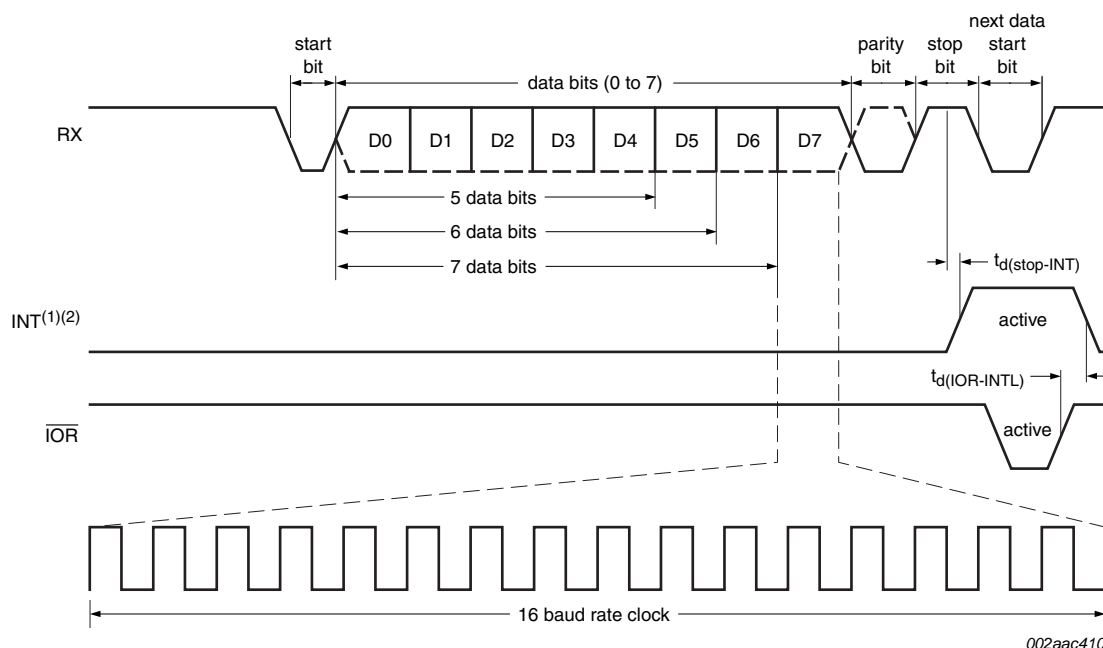 start
bit
data bits (0 to 7)
parity
bit
stop
bit
next data
start
bit
RX
D0
D1
D2
D3
D4
D5
D6
D7
5 data bits
6 data bits
7 data bits
td(stop-INT)
INT(1)(2)
active
td(IOR-INTL)
IOR
active
16 baud rate clock
002aac410